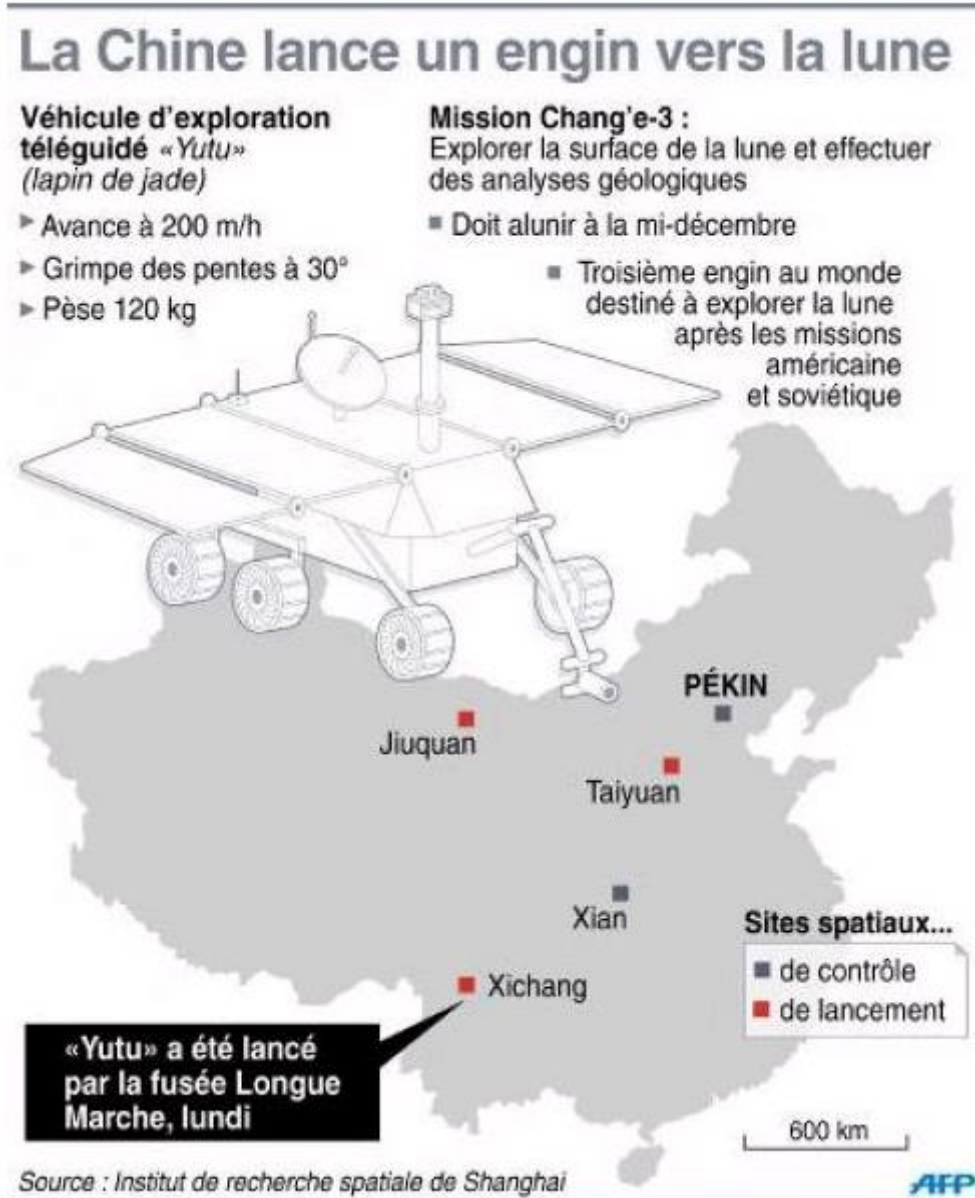 La Chine lance un engin vers la lune
Véhicule d'exploration
téléguidé «Yutu»
(lapin de jade)
Avance à 200 m/h
Grimpe des pentes à 30°
Pèse 120 kg
Mission Chang'e-3 :
Explorer la surface de la lune et effectuer
des analyses géologiques
Doit alunir à la mi-décembre
Troisième engin au monde
destiné à explorer la lune
après les missions
américaine
et soviétique
PÉKIN
Jiuquan
Taiyuan
Xian
Xichang
Sites spatiaux...
de contrôle
de lancement
«Yutu» a été lancé
par la fusée Longue
Marche, lundi
600 km
Source : Institut de recherche spatiale de Shanghai
AFP